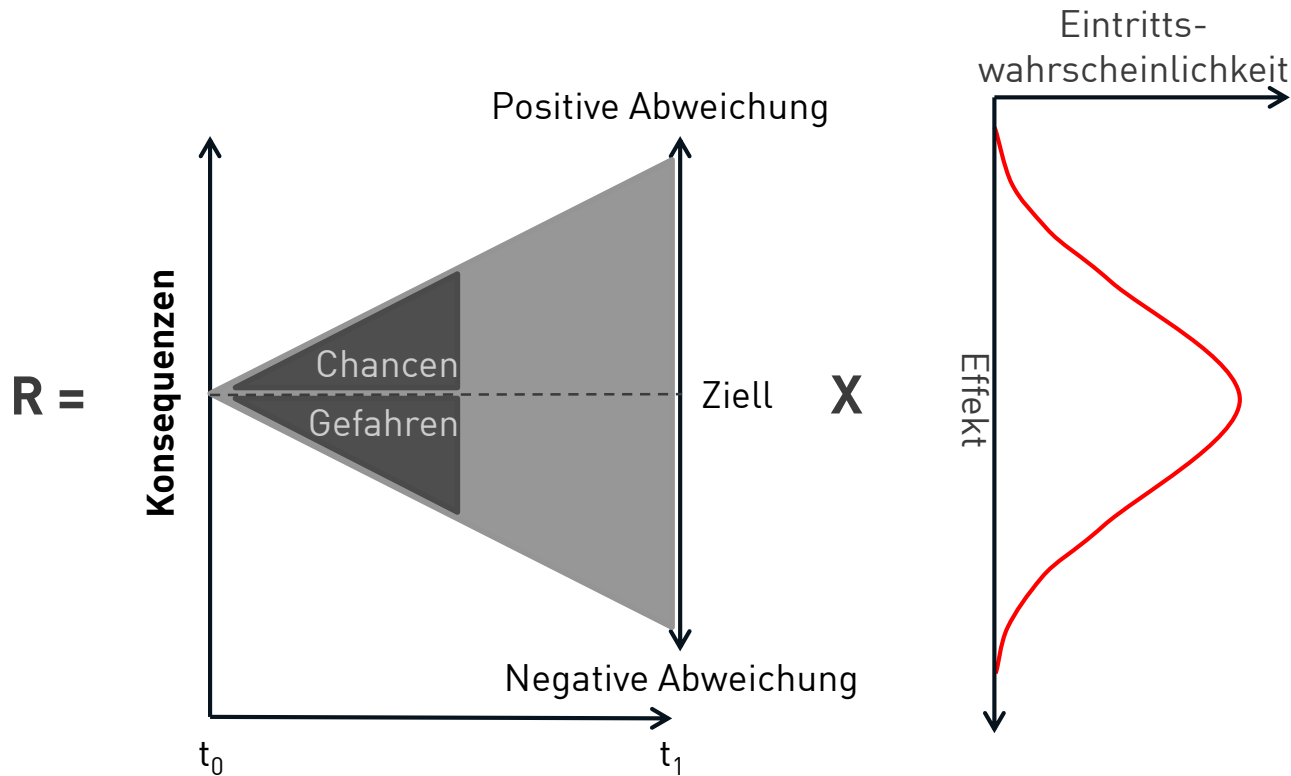 Eintritts-
wahrscheinlichkeit
Positive Abweichung
Konsequenzen
Chancen
R =
Ziell
X
Effekt
Gefahren
Negative Abweichung
t₀
t₁